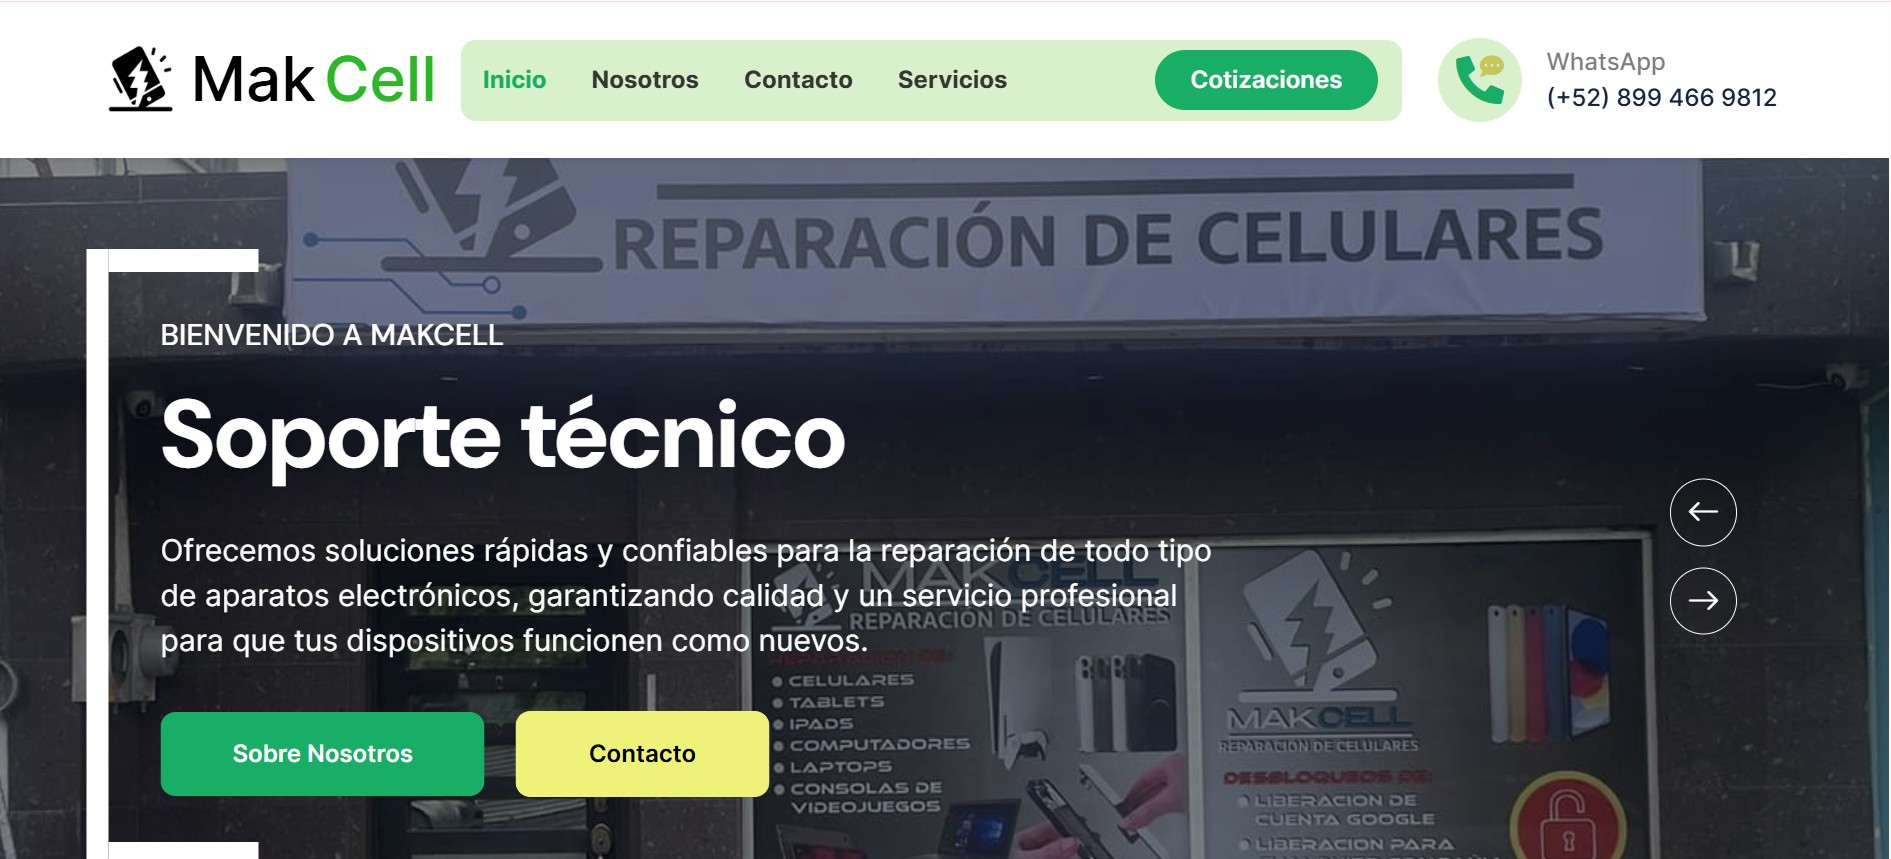 Mak Cell
Inicio
Nosotros
Contacto
Servicios
Cotizaciones
WhatsApp
(+52) 899 466 9812
REPARACIÓN DE CELULARES
BIENVENIDO A MAKCELL
Soporte técnico
Ofrecemos soluciones rápidas y confiables para la reparación de todo tipo
de aparatos electrónicos, garantizando calidad y un servicio profesional
para que tus dispositivos funcionen como nuevos.
Sobre Nosotros
Contacto
MAKCELL
REPARACIÓN DE CELULARES
REPARACION DE:
CELULARES
TABLETS
IPADS
COMPUTADORES
LAPTOPS
CONSOLAS DE
VIDEOJUEGOS
MAKCELL
REPARACIÓN DE CELULARES
DESBLOQUEOS DE:
LIBERACION DE
CUENTA GOOGLE
LIBERACION PARA